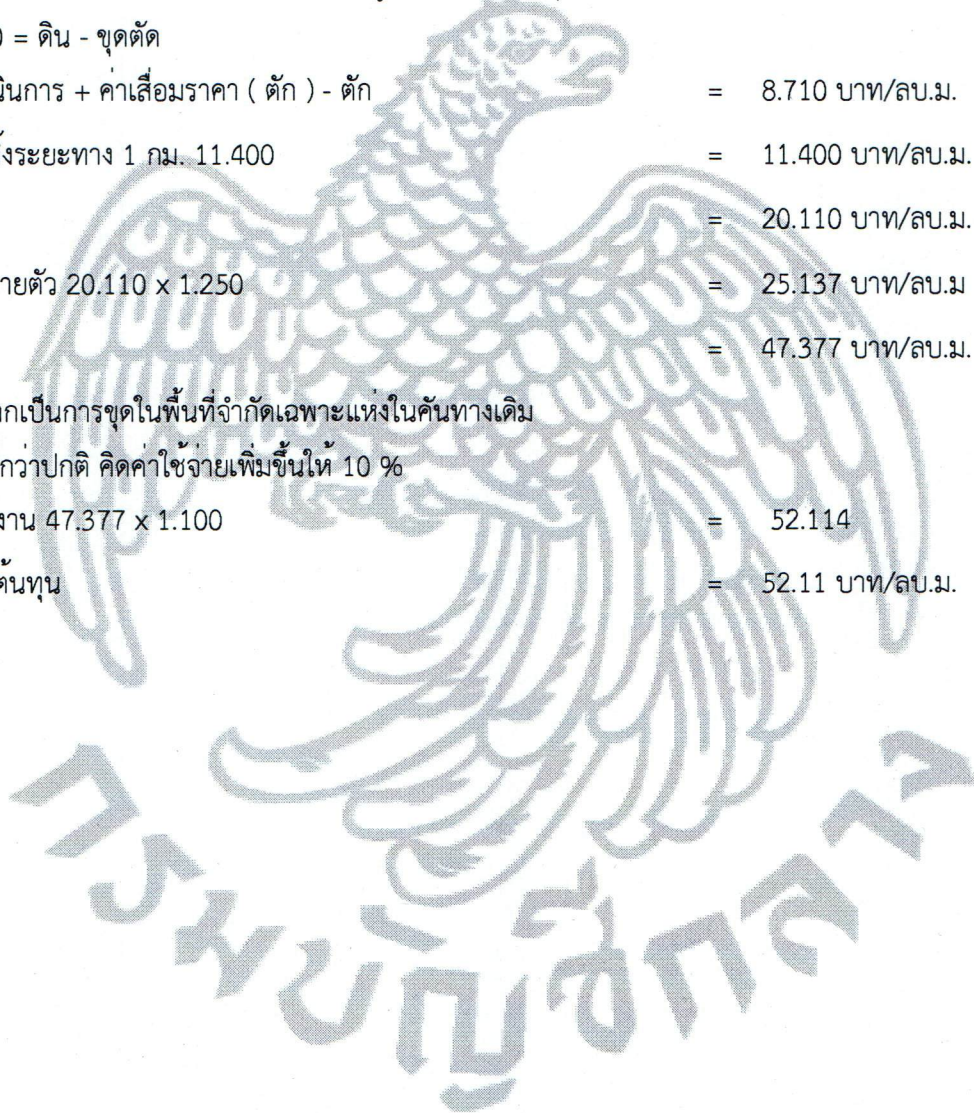 = ดิน - ขุดตัด
นินการ + ค่าเสื่อมราคา ( ตัก ) - ตัก = 8.710 บาท/ลบ.ม.
ระยะทาง 1 กม. 11.400 = 11.400 บาท/ลบ.ม.
= 20.110 บาท/ลบ.ม.
ายตัว 20.110 x 1.250 = 25.137 บาท/ลบ.ม
= 47.377 บาท/ลบ.ม.
กเป็นการขุดในพื้นที่จำกัดเฉพาะแห่งในคันทางเดิม
กว่าปกติ คิดค่าใช้จ่ายเพิ่มขึ้นให้ 10 %
งาน 47.377 x 1.100 = 52.114
ต้นทุน = 52.11 บาท/ลบ.ม.
กรมบัญชีกลาง